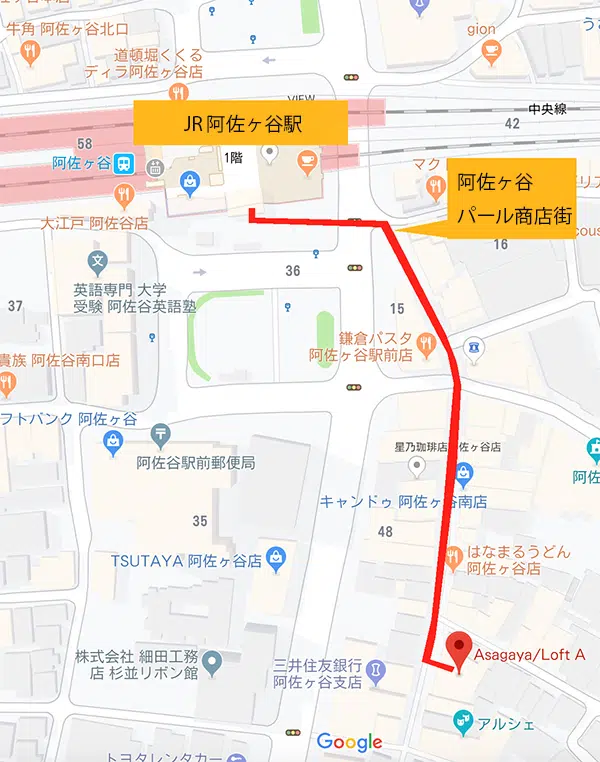 牛角 阿佐ヶ谷北口
道頓堀くくる
ディラ阿佐ヶ谷店
gion
VIEW
中央線
JR 阿佐ヶ谷駅
58
42
阿佐ヶ谷
1階
マク
阿佐ヶ谷
パール商店街
大江戸 阿佐谷店
16
英語専門 大学
受験 阿佐谷英語塾
36
37
15
鎌倉パスタ
阿佐ヶ谷駅前店
貴族 阿佐ヶ谷南口店
フトバンク 阿佐ヶ谷
阿佐谷駅前郵便局
星乃珈琲店
佐ヶ谷店
キャンドゥ 阿佐ヶ谷南店
35
48
TSUTAYA 阿佐ヶ谷店
はなまるうどん
阿佐ヶ谷店
株式会社 細田工務
店 杉並リボン館
三井住友銀行
阿佐ヶ谷支店
Asagaya/Loft A
アルシェ
Google
トヨタレンタカー